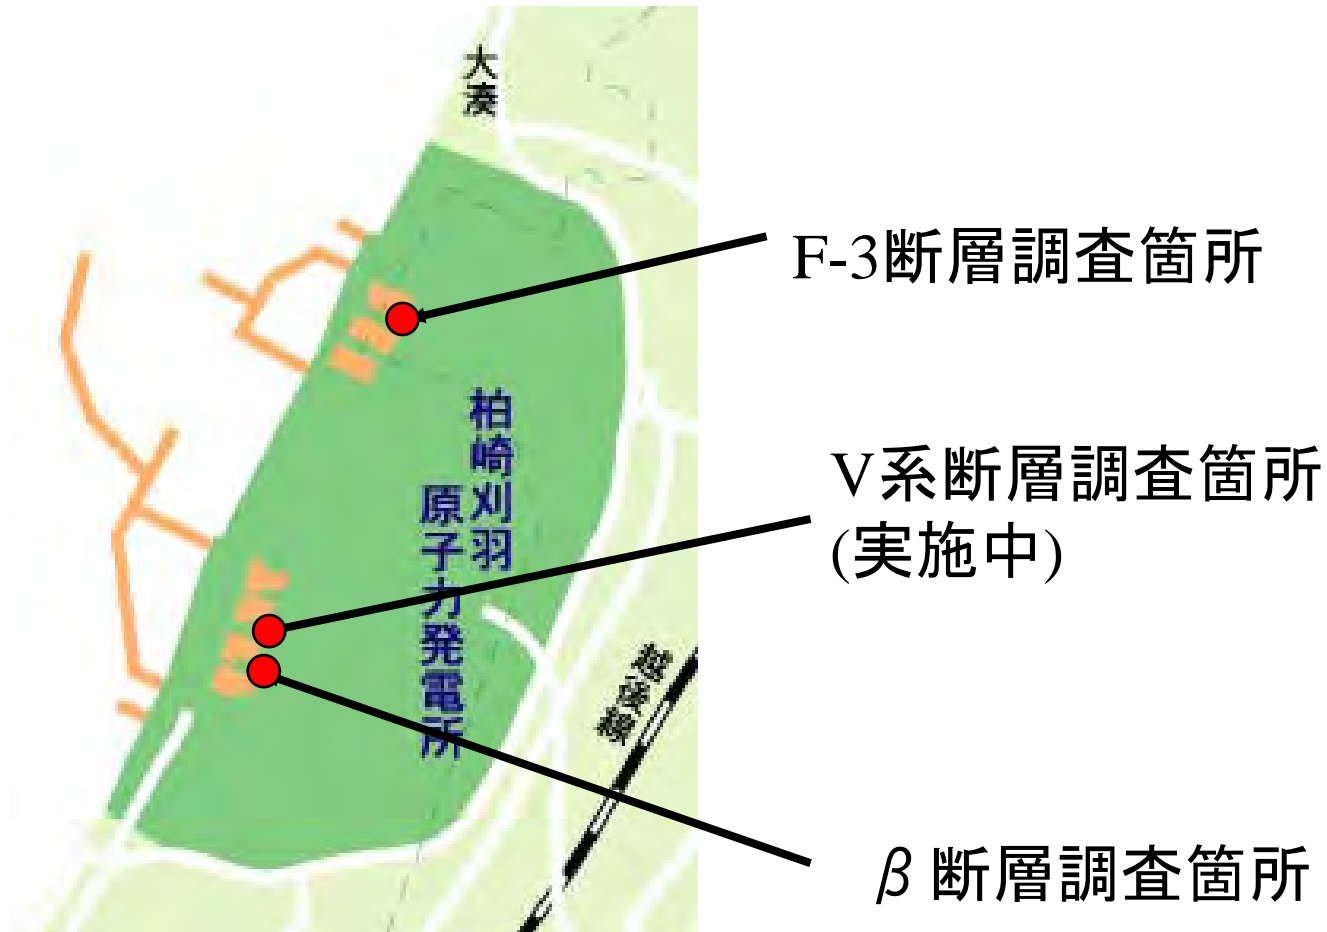 大湊
F-3断層調査箇所
柏崎刈羽
原子力発電所
V系断層調査箇所
(実施中)
越後線
β断層調査箇所